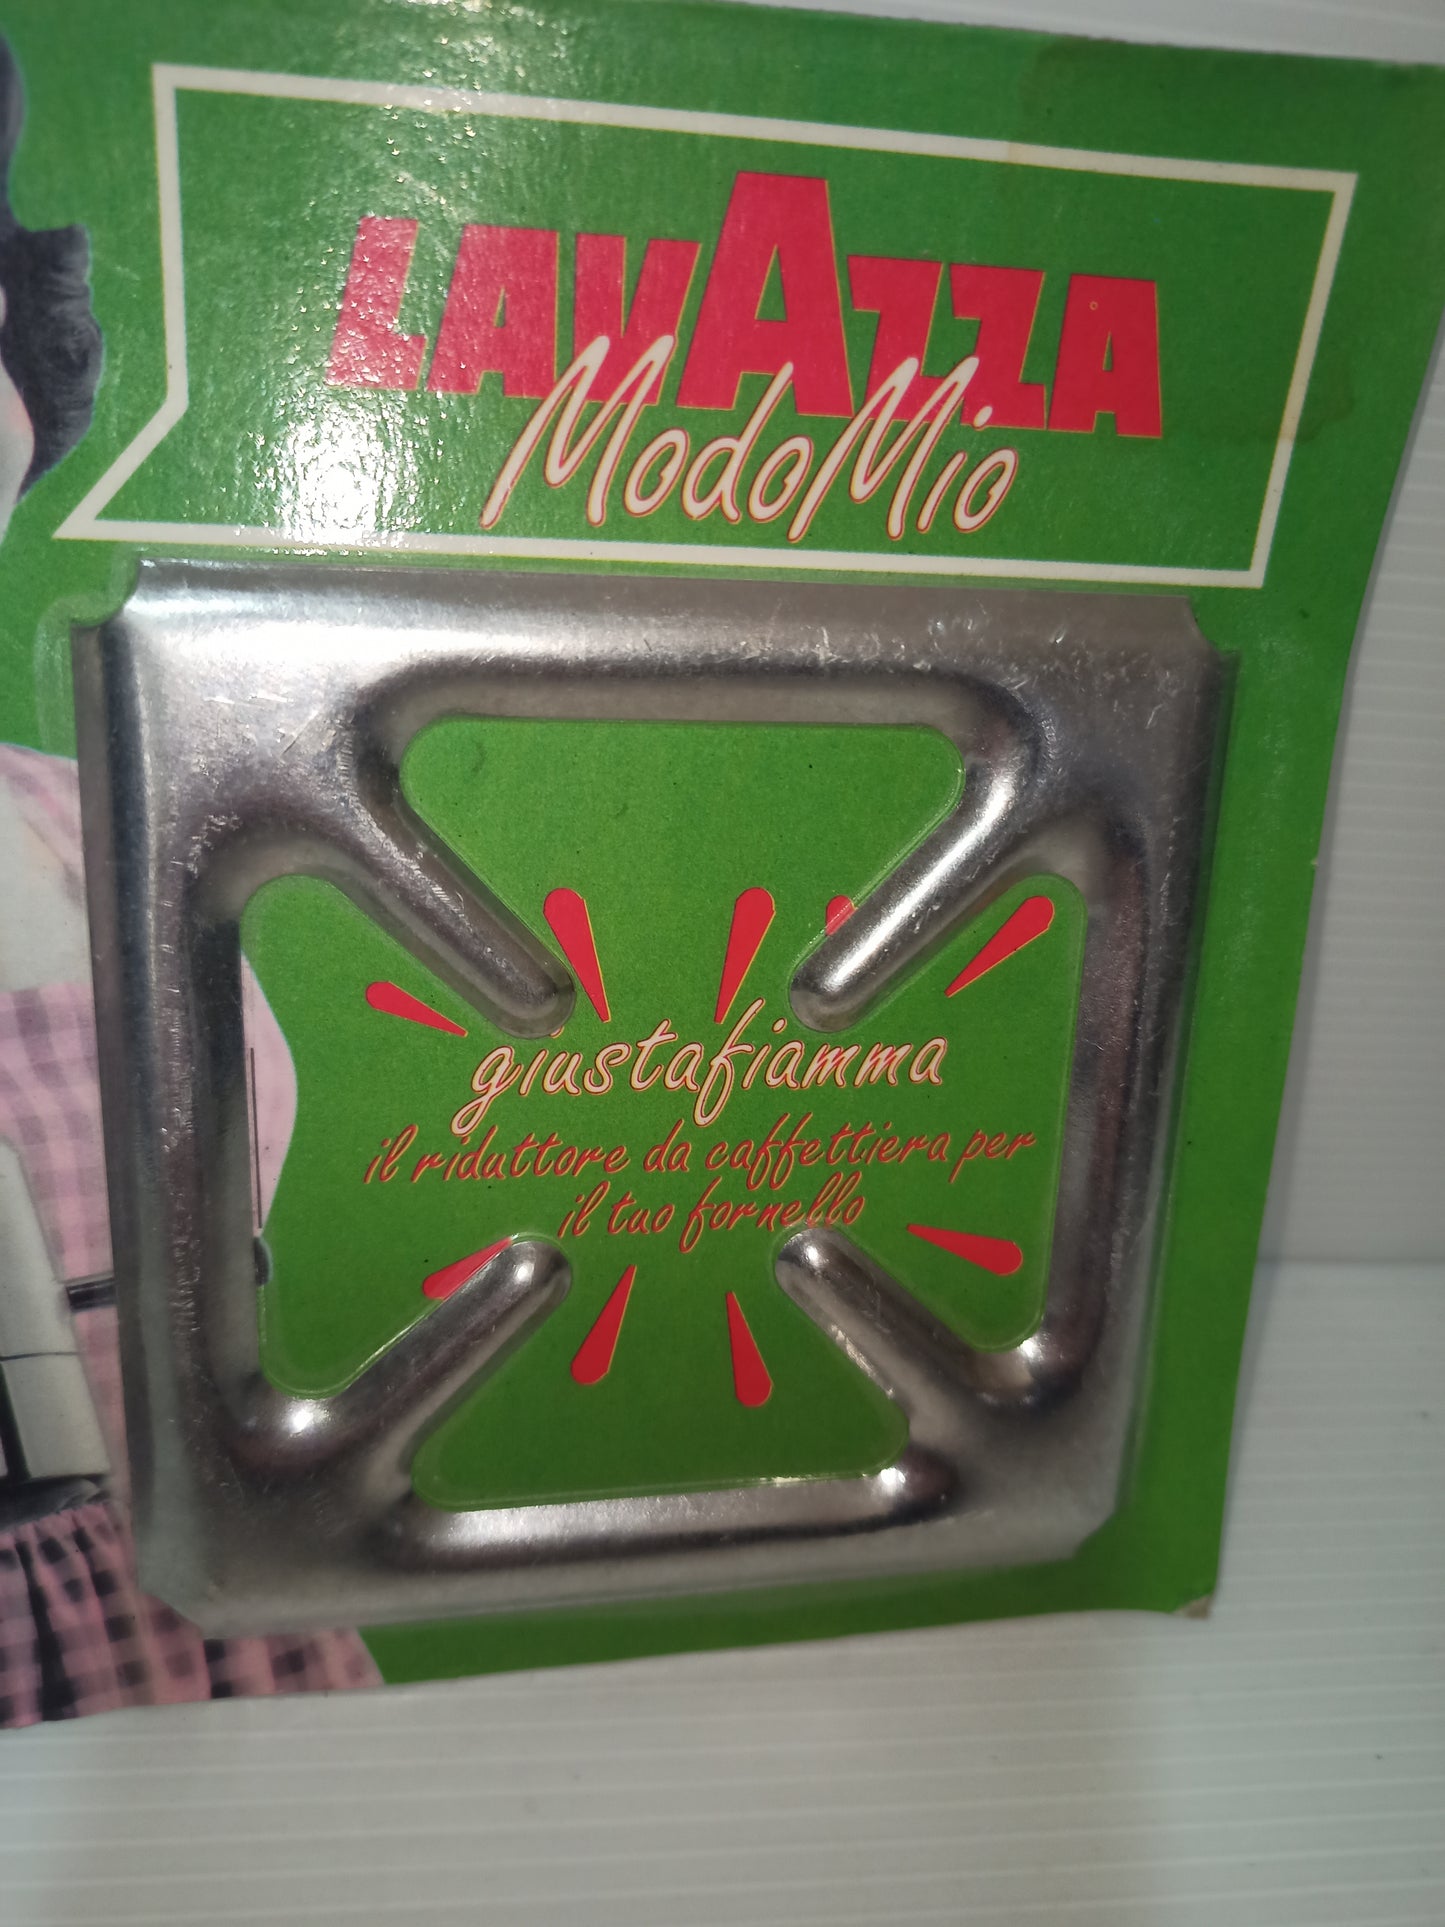 LAVAZZA
ModoMio
giustafiamma
il riduttore da caffettiera per
il tuo fornello